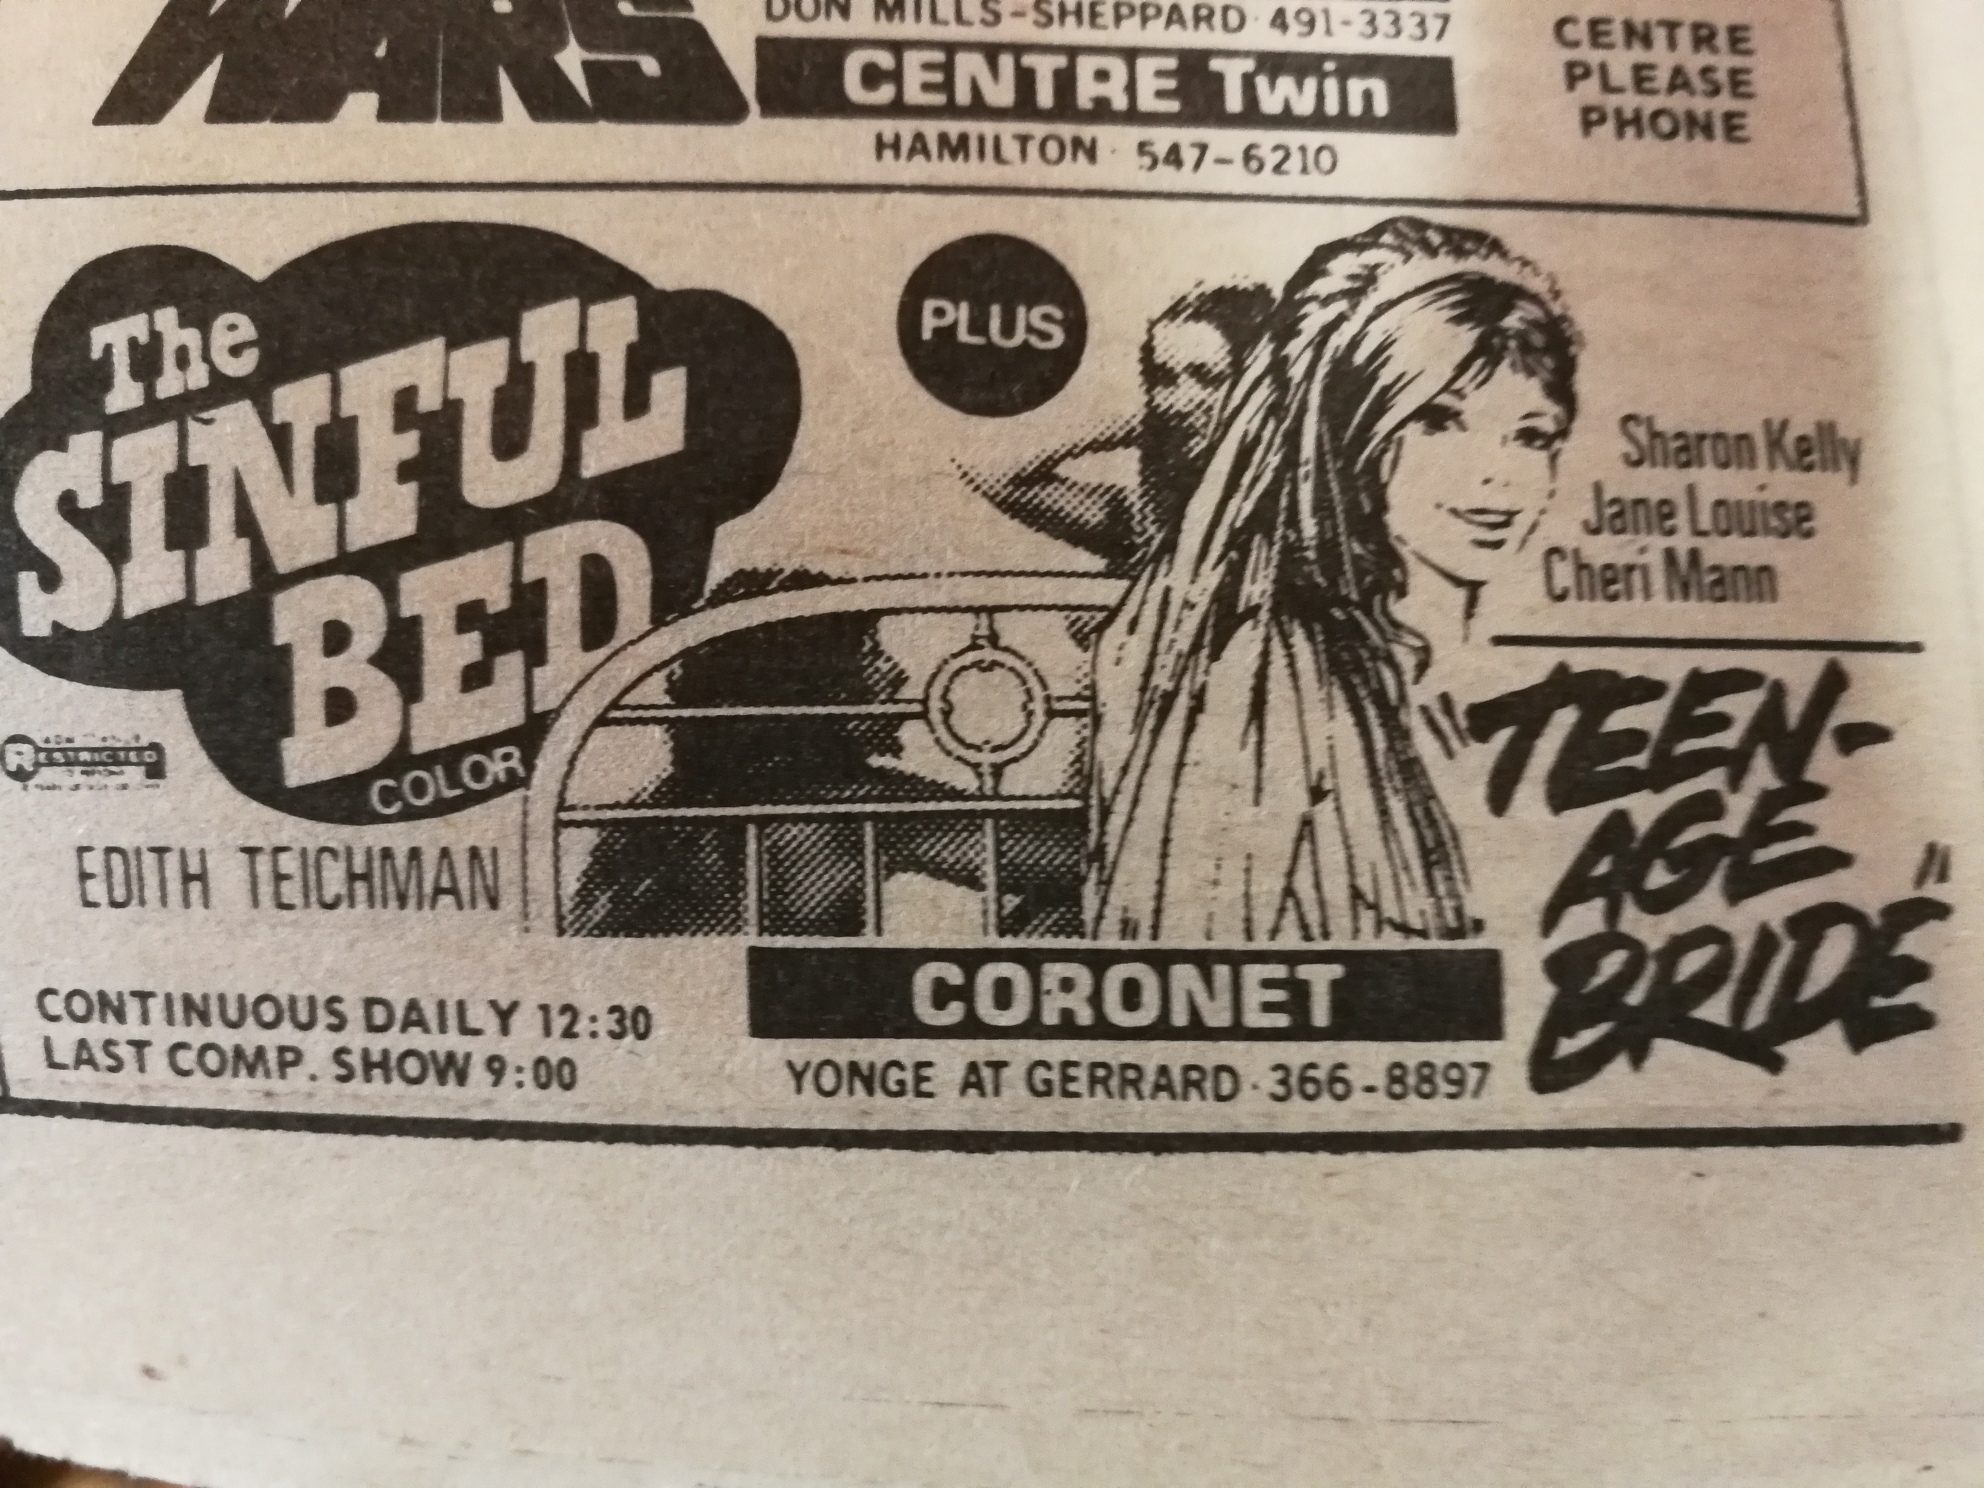 WARS
DON MILLS-SHEPPARD · 491-3337
CENTRE Twin
HAMILTON · 547-6210
CENTRE
PLEASE
PHONE
The
SINFUL
BED
COLOR
RESTRICTED
EDITH TEICHMAN
CONTINUOUS DAILY 12:30
LAST COMP. SHOW 9:00
PLUS
Sharon Kelly
Jane Louise
Cheri Mann
"TEEN-
AGE
BRIDE"
CORONET
YONGE AT GERRARD · 366-8897